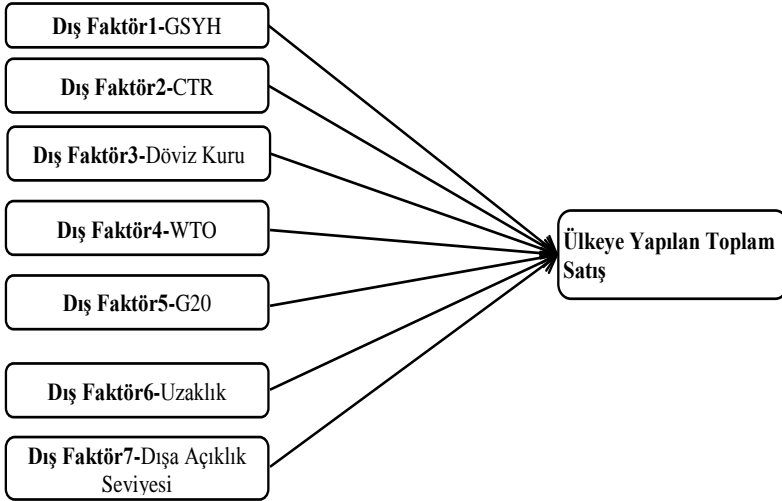 Dış Faktör1-GSYH
Dış Faktör2-CTR
Dış Faktör3-Döviz Kuru
Dış Faktör4-WTO
Dış Faktör5-G20
Dış Faktör6-Uzaklık
Dış Faktör7-Dışa Açıklık
Seviyesi
Ülkeye Yapılan Toplam
Satış